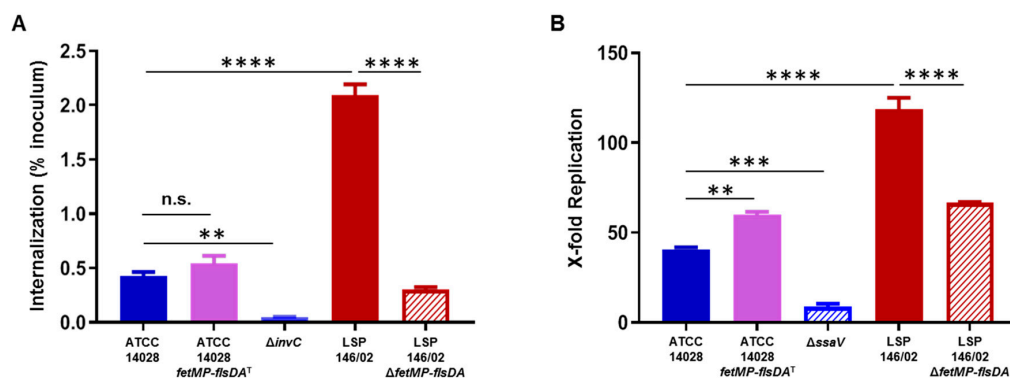 A
Internalization (% inoculum)
2.5
2.0
1.5
1.0
0.5
0.0
****
****
n.s.
**
ATCC
14028
ATCC
14028
fetMP-flsDAᵀ
ΔinvC
LSP
146/02
LSP
146/02
ΔfetMP-flsDA
B
X-fold Replication
150
100
50
0
****
****
***
**
ATCC
14028
ATCC
14028
fetMP-flsDAᵀ
ΔssaV
LSP
146/02
LSP
146/02
ΔfetMP-flsDA